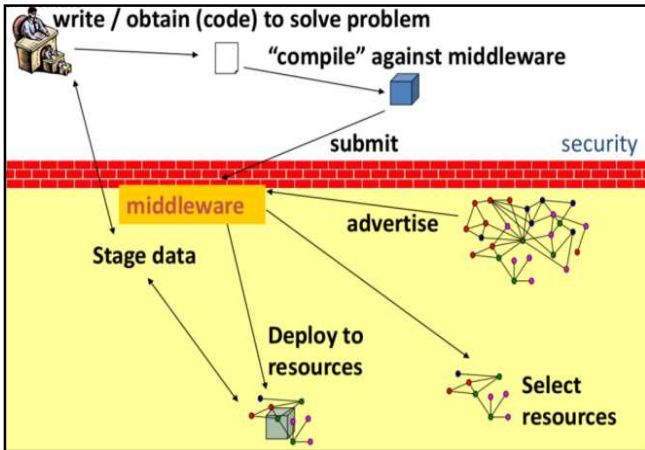 write / obtain (code) to solve problem
“compile” against middleware
submit
security
middleware
advertise
Stage data
Deploy to
resources
Select
resources